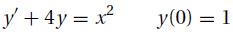 y′ + 4y = x² y(0) = 1